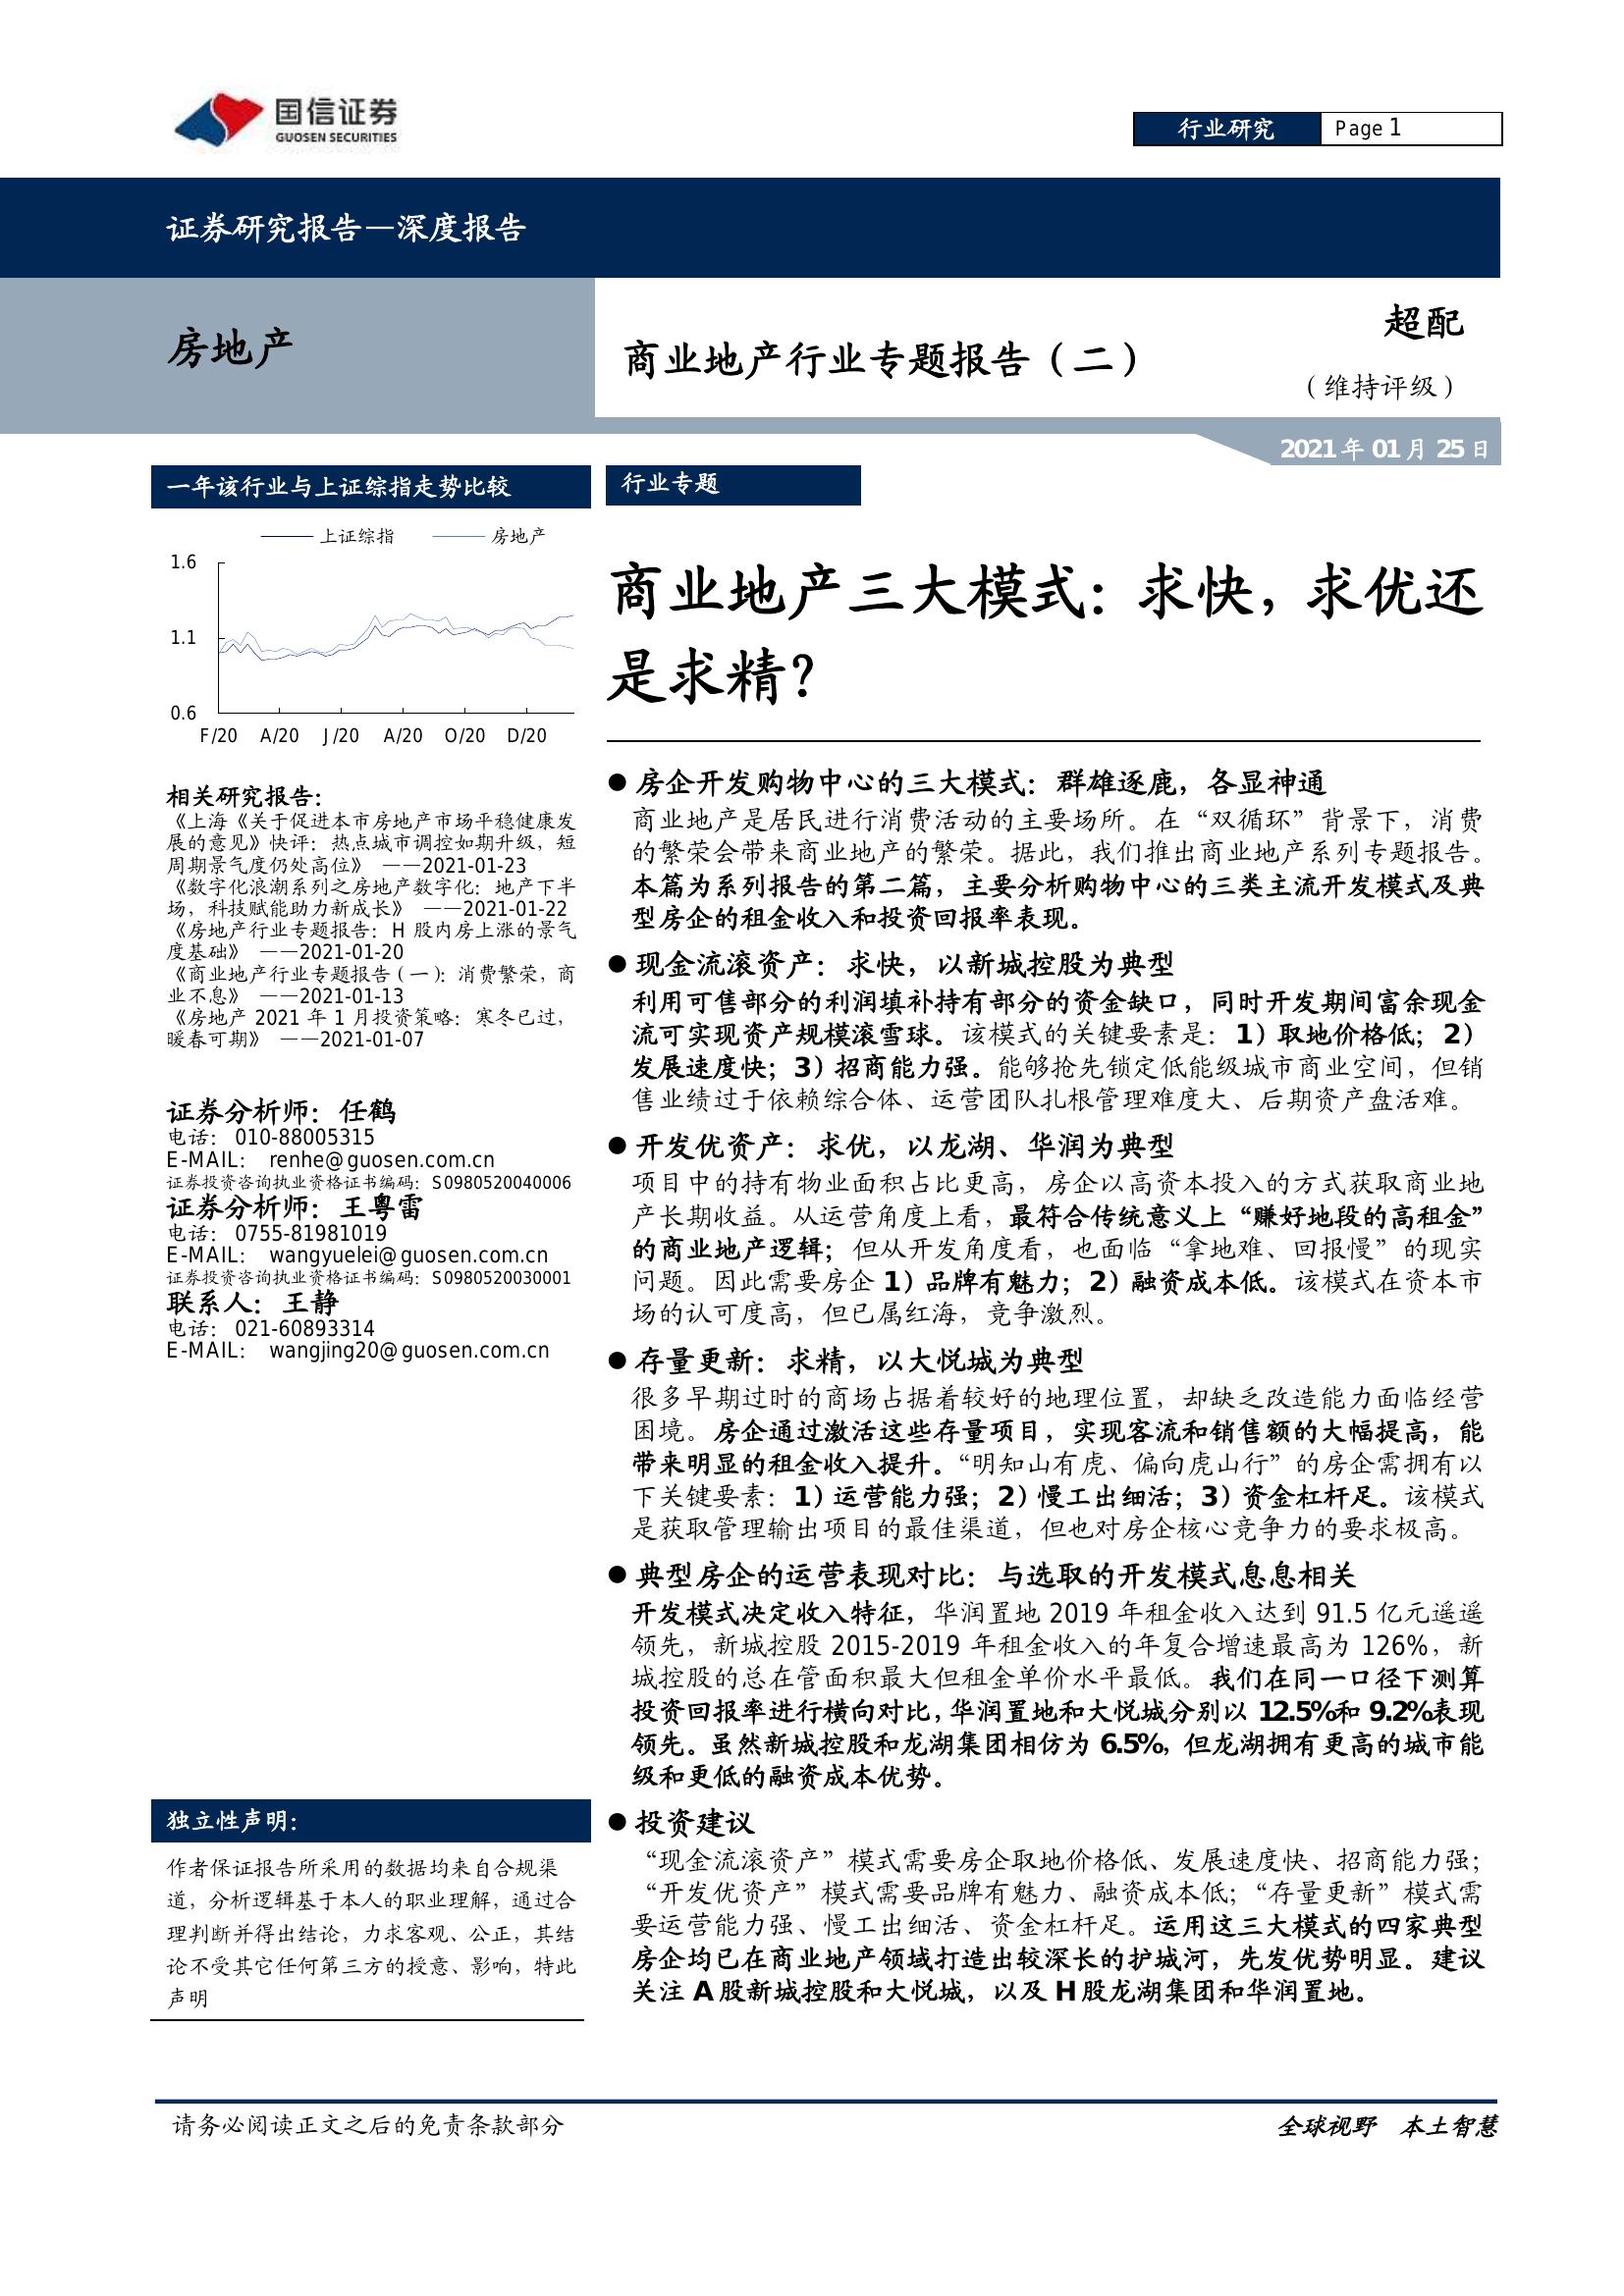 国信证券
GUOSEN SECURITIES
行业研究
Page 1
证券研究报告—深度报告
房地产
商业地产行业专题报告（二）
超配
（维持评级）
2021 年 01 月 25 日
一年该行业与上证综指走势比较
上证综指 房地产
1.6
1.1
0.6
F/20 A/20 J/20 A/20 O/20 D/20
相关研究报告：
《上海《关于促进本市房地产市场平稳健康发
展的意见》快评：热点城市调控如期升级，短
周期景气度仍处高位》 ——2021-01-23
《数字化浪潮系列之房地产数字化：地产下半
场，科技赋能助力新成长》 ——2021-01-22
《房地产行业专题报告：H 股内房上涨的景气
度基础》 ——2021-01-20
《商业地产行业专题报告（一）：消费繁荣，商
业不息》 ——2021-01-13
《房地产 2021 年 1 月投资策略：寒冬已过，
暖春可期》 ——2021-01-07
证券分析师：任鹤
电话： 010-88005315
E-MAIL： renhe@guosen.com.cn
证券投资咨询执业资格证书编码：S0980520040006
证券分析师：王粤雷
电话： 0755-81981019
E-MAIL： wangyuelei@guosen.com.cn
证券投资咨询执业资格证书编码：S0980520030001
联系人：王静
电话： 021-60893314
E-MAIL： wangjing20@guosen.com.cn
独立性声明：
作者保证报告所采用的数据均来自合规渠
道，分析逻辑基于本人的职业理解，通过合
理判断并得出结论，力求客观、公正，其结
论不受其它任何第三方的授意、影响，特此
声明
行业专题
商业地产三大模式：求快，求优还
是求精？
● 房企开发购物中心的三大模式：群雄逐鹿，各显神通
商业地产是居民进行消费活动的主要场所。在“双循环”背景下，消费
的繁荣会带来商业地产的繁荣。据此，我们推出商业地产系列专题报告。
本篇为系列报告的第二篇，主要分析购物中心的三类主流开发模式及典
型房企的租金收入和投资回报率表现。
● 现金流滚资产：求快，以新城控股为典型
利用可售部分的利润填补持有部分的资金缺口，同时开发期间富余现金
流可实现资产规模滚雪球。该模式的关键要素是：1）取地价格低；2）
发展速度快；3）招商能力强。能够抢先锁定低能级城市商业空间，但销
售业绩过于依赖综合体、运营团队扎根管理难度大、后期资产盘活难。
● 开发优资产：求优，以龙湖、华润为典型
项目中的持有物业面积占比更高，房企以高资本投入的方式获取商业地
产长期收益。从运营角度上看，最符合传统意义上“赚好地段的高租金”
的商业地产逻辑；但从开发角度看，也面临“拿地难、回报慢”的现实
问题。因此需要房企 1）品牌有魅力；2）融资成本低。该模式在资本市
场的认可度高，但已属红海，竞争激烈。
● 存量更新：求精，以大悦城为典型
很多早期过时的商场占据着较好的地理位置，却缺乏改造能力面临经营
困境。房企通过激活这些存量项目，实现客流和销售额的大幅提高，能
带来明显的租金收入提升。“明知山有虎、偏向虎山行”的房企需拥有以
下关键要素：1）运营能力强；2）慢工出细活；3）资金杠杆足。该模式
是获取管理输出项目的最佳渠道，但也对房企核心竞争力的要求极高。
● 典型房企的运营表现对比：与选取的开发模式息息相关
开发模式决定收入特征，华润置地 2019 年租金收入达到 91.5 亿元遥遥
领先，新城控股 2015-2019 年租金收入的年复合增速最高为 126%，新
城控股的总在管面积最大但租金单价水平最低。我们在同一口径下测算
投资回报率进行横向对比，华润置地和大悦城分别以 12.5%和 9.2%表现
领先。虽然新城控股和龙湖集团相仿为 6.5%，但龙湖拥有更高的城市能
级和更低的融资成本优势。
● 投资建议
“现金流滚资产”模式需要房企取地价格低、发展速度快、招商能力强；
“开发优资产”模式需要品牌有魅力、融资成本低；“存量更新”模式需
要运营能力强、慢工出细活、资金杠杆足。运用这三大模式的四家典型
房企均已在商业地产领域打造出较深长的护城河，先发优势明显。建议
关注 A 股新城控股和大悦城，以及 H 股龙湖集团和华润置地。
请务必阅读正文之后的免责条款部分
全球视野 本土智慧